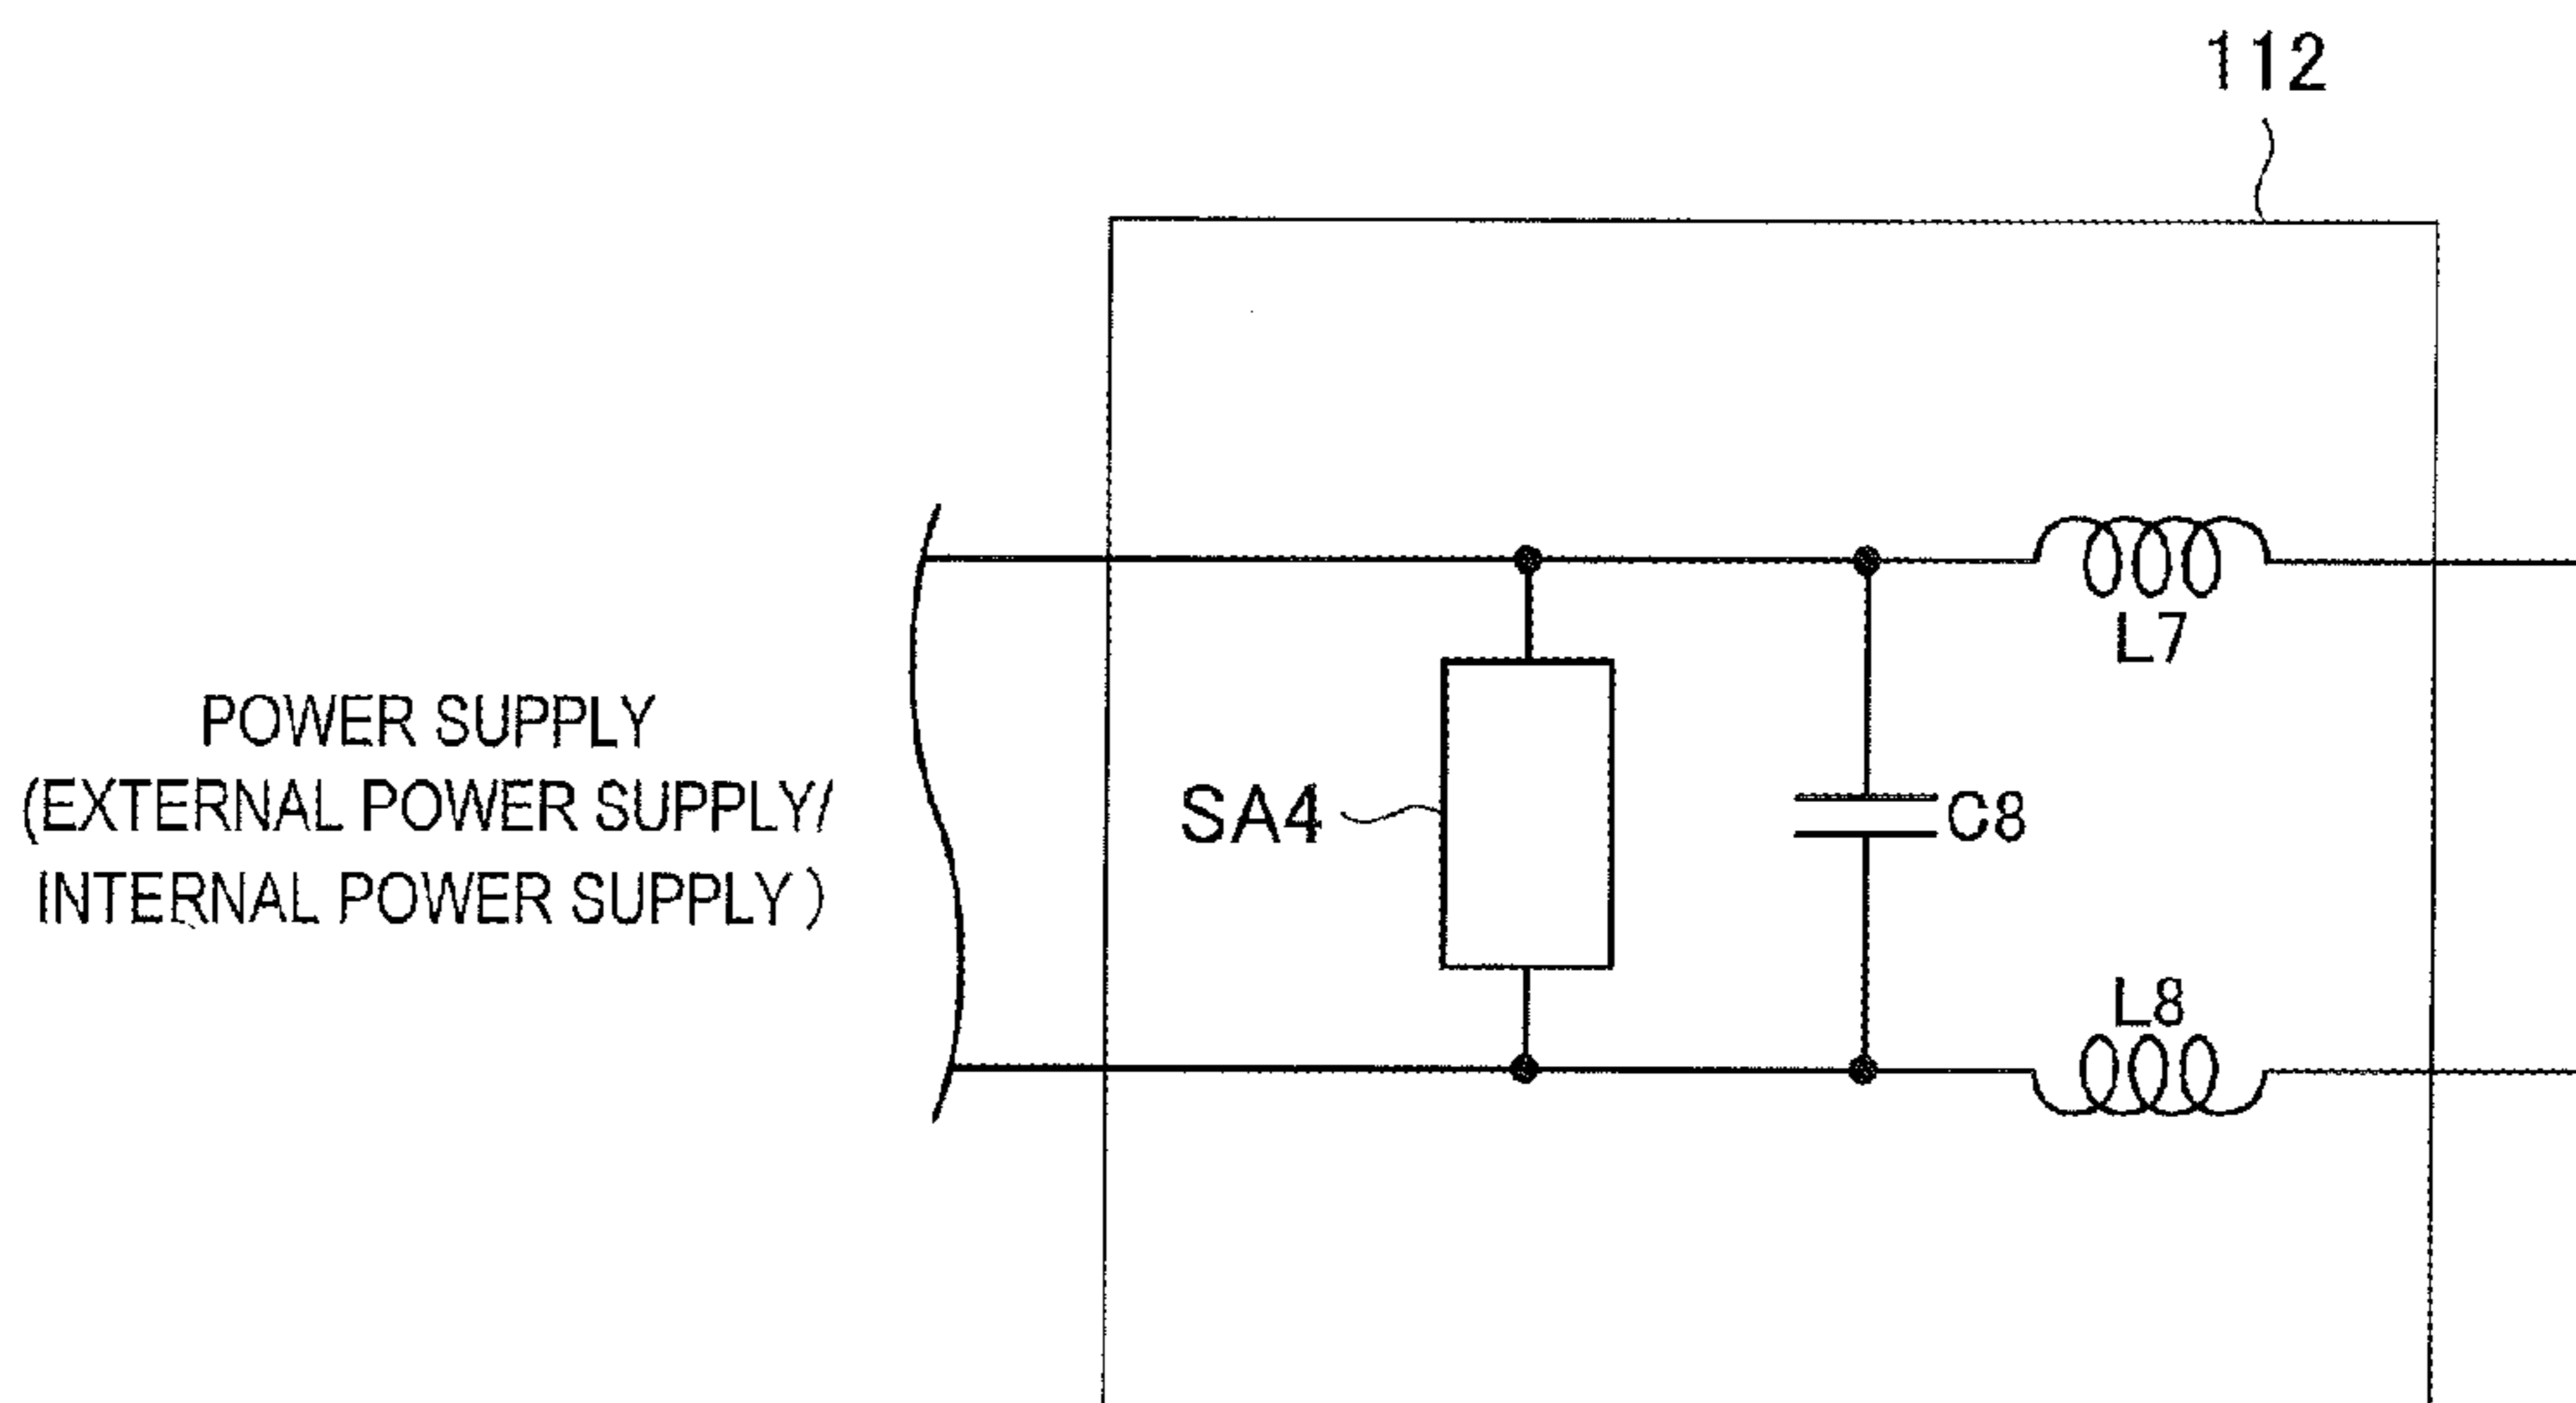 112
L7
POWER SUPPLY
(EXTERNAL POWER SUPPLY/
INTERNAL POWER SUPPLY)
SA4
C8
L8